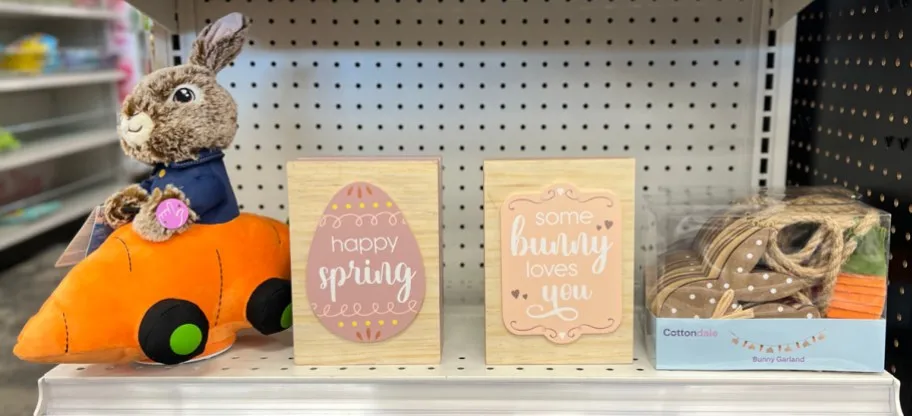 happy
spring
some
bunny
loves
you
Cottondale
Bunny Garland